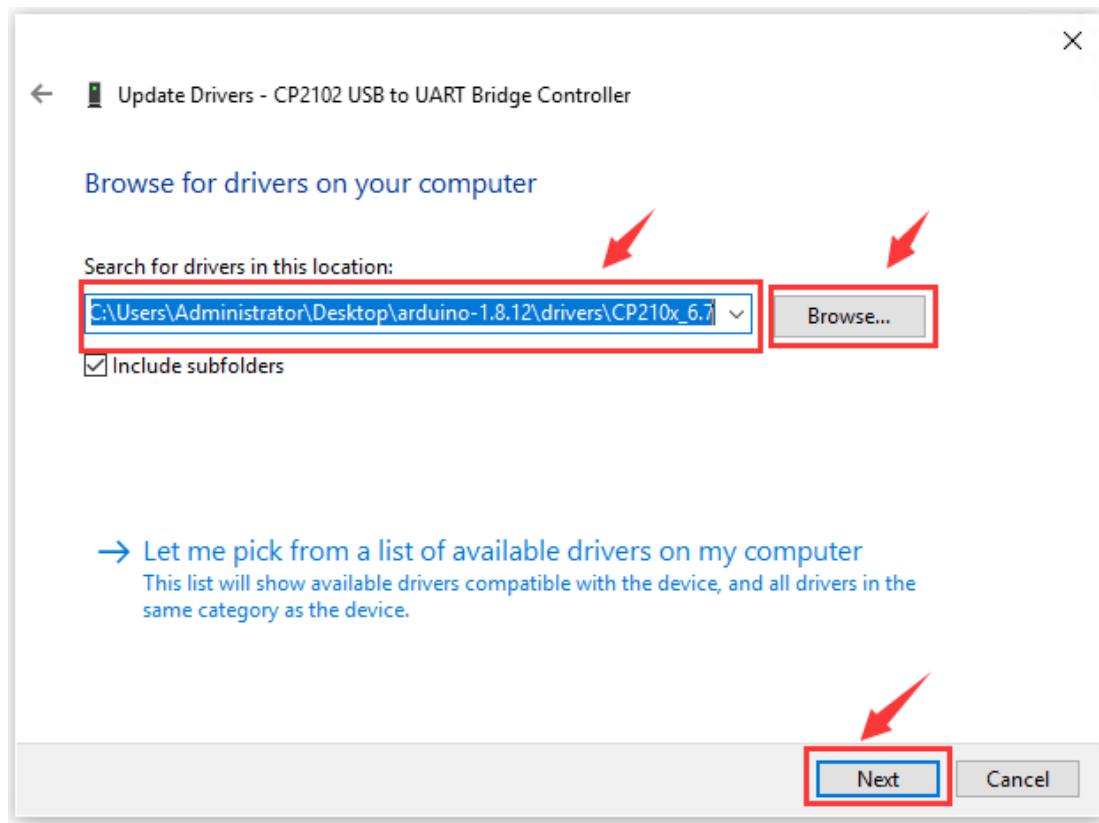 Update Drivers - CP2102 USB to UART Bridge Controller
Browse for drivers on your computer
Search for drivers in this location:
C:\Users\Administrator\Desktop\arduino-1.8.12\drivers\CP210x_6.7
Browse...
Include subfolders
Let me pick from a list of available drivers on my computer
This list will show available drivers compatible with the device, and all drivers in the
same category as the device.
Next
Cancel